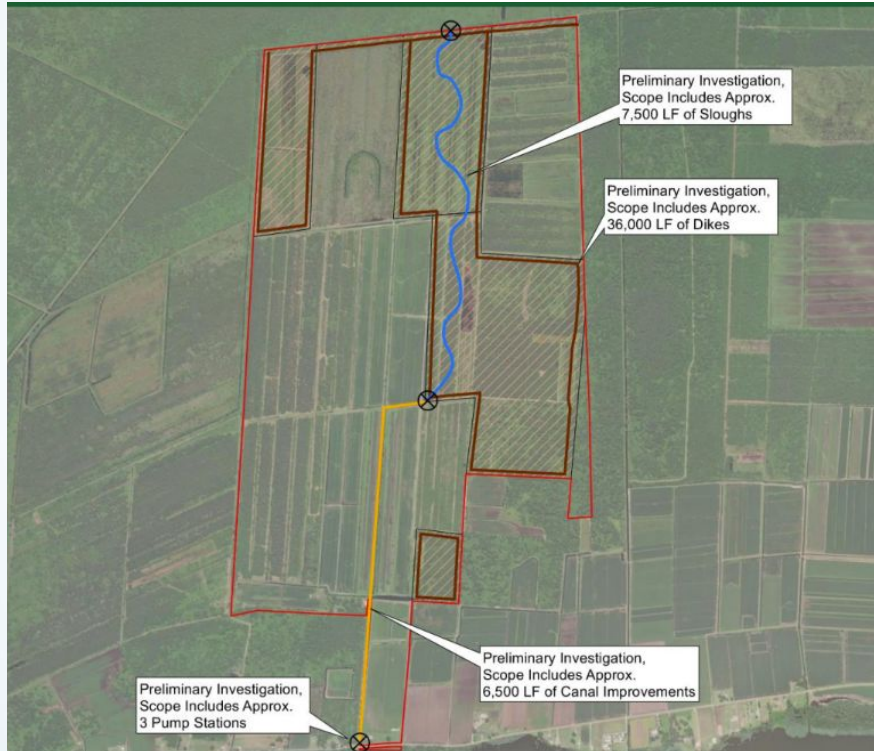 Preliminary Investigation,
Scope Includes Approx.
7,500 LF of Sloughs
Preliminary Investigation,
Scope Includes Approx.
36,000 LF of Dikes
Preliminary Investigation,
Scope Includes Approx.
6,500 LF of Canal Improvements
Preliminary Investigation,
Scope Includes Approx.
3 Pump Stations